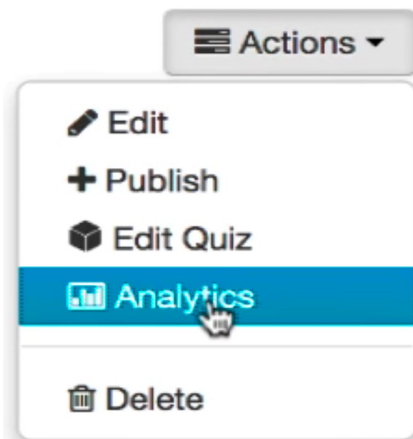 Actions
Edit
Publish
Edit Quiz
Analytics
Delete